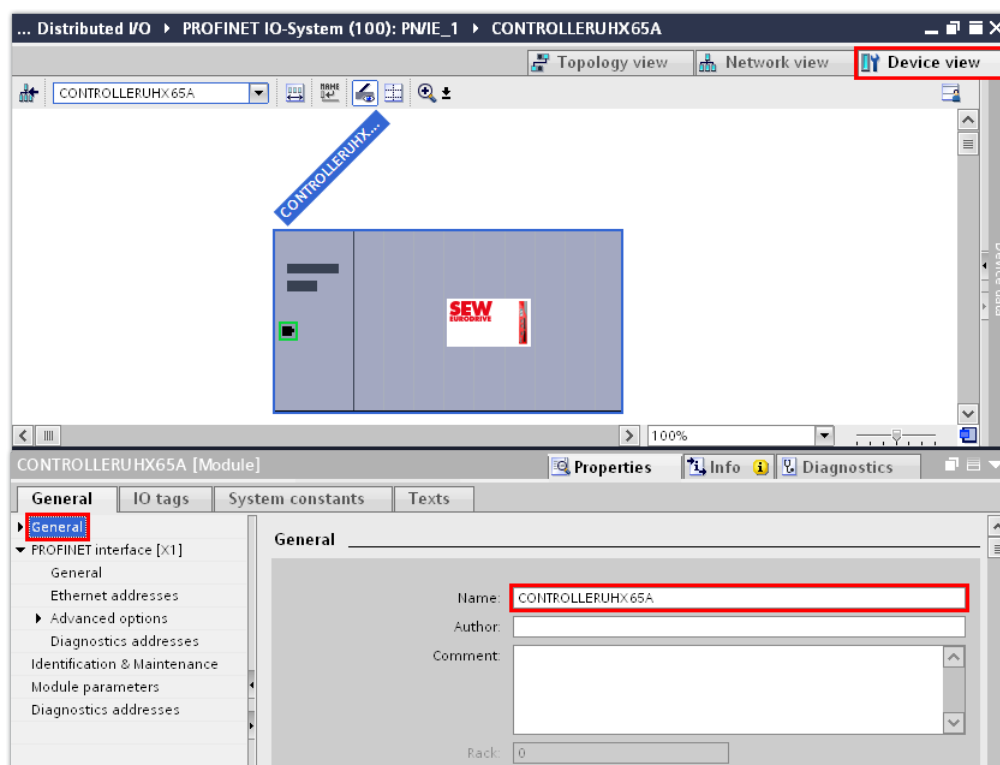 ... Distributed I/O ▸ PROFINET IO-System (100): PN/IE_1 ▸ CONTROLLERUHX65A
Topology view Network view Device view
CONTROLLERUHX65A
CONTROLLERUHX...
SEW
EURODRIVE
Device data
100%
CONTROLLERUHX65A [Module]
Properties Info Diagnostics
General IO tags System constants Texts
General
PROFINET interface [X1]
General
Ethernet addresses
Advanced options
Diagnostics addresses
Identification & Maintenance
Module parameters
Diagnostics addresses
General
Name: CONTROLLERUHX65A
Author:
Comment:
Rack: 0